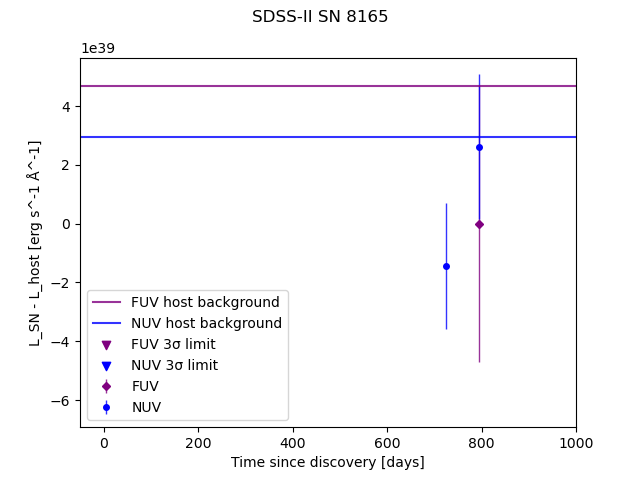 SDSS-II SN 8165
1e39
L_SN - L_host [erg s^-1 Å^-1]
4
2
0
−2
−4
−6
FUV host background
NUV host background
FUV 3σ limit
NUV 3σ limit
FUV
NUV
0 200 400 600 800 1000
Time since discovery [days]